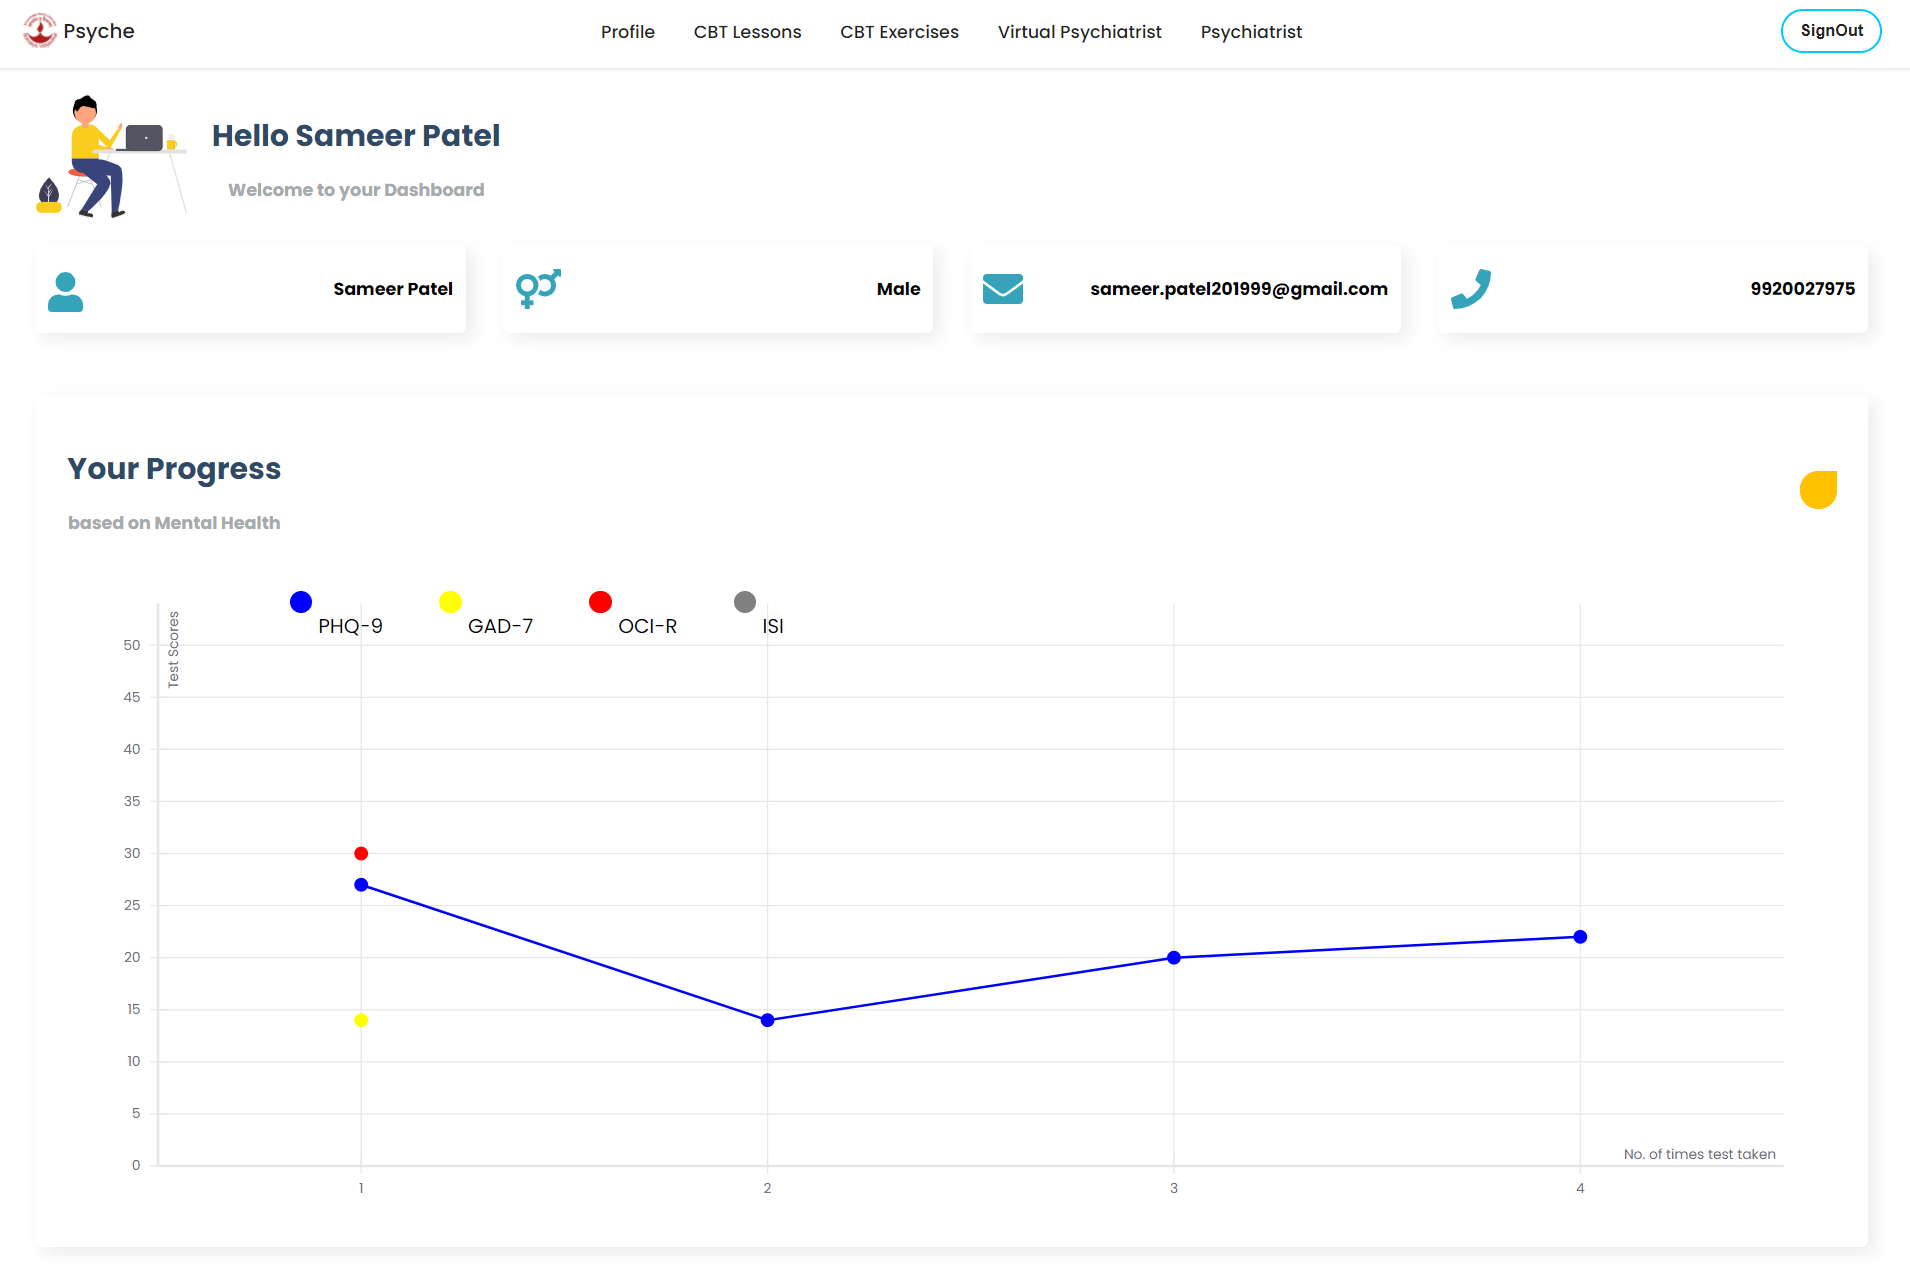 Psyche
Profile
CBT Lessons
CBT Exercises
Virtual Psychiatrist
Psychiatrist
SignOut
Hello Sameer Patel
Welcome to your Dashboard
Sameer Patel
Male
sameer.patel201999@gmail.com
9920027975
Your Progress
based on Mental Health
PHQ-9
GAD-7
OCI-R
ISI
Test Scores
50
45
40
35
30
25
20
15
10
5
0
No. of times test taken
1
2
3
4